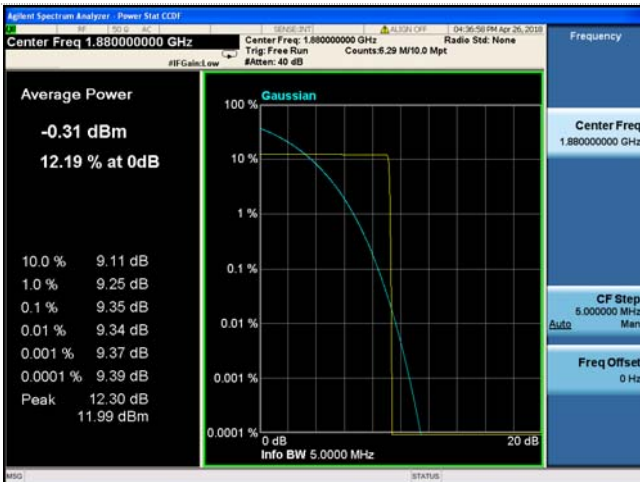 Agilent Spectrum Analyzer - Power Stat CCDF
RF 50 Ω AC SENSE:INT ALIGN OFF 04:36:58 PM Apr 26, 2018
Center Freq 1.880000000 GHz
#IFGain:Low
Center Freq: 1.880000000 GHz
Trig: Free Run Counts:6.29 M/10.0 Mpt
#Atten: 40 dB
Radio Std: None
Frequency
Average Power
-0.31 dBm
12.19 % at 0dB
10.0 % 9.11 dB
1.0 % 9.25 dB
0.1 % 9.35 dB
0.01 % 9.34 dB
0.001 % 9.37 dB
0.0001 % 9.39 dB
Peak 12.30 dB
11.99 dBm
Gaussian
100 %
10 %
1 %
0.1 %
0.01 %
0.001 %
0.0001 %
0 dB 20 dB
Info BW 5.0000 MHz
Center Freq
1.880000000 GHz
CF Step
5.000000 MHz
Auto Man
Freq Offset
0 Hz
MSG STATUS